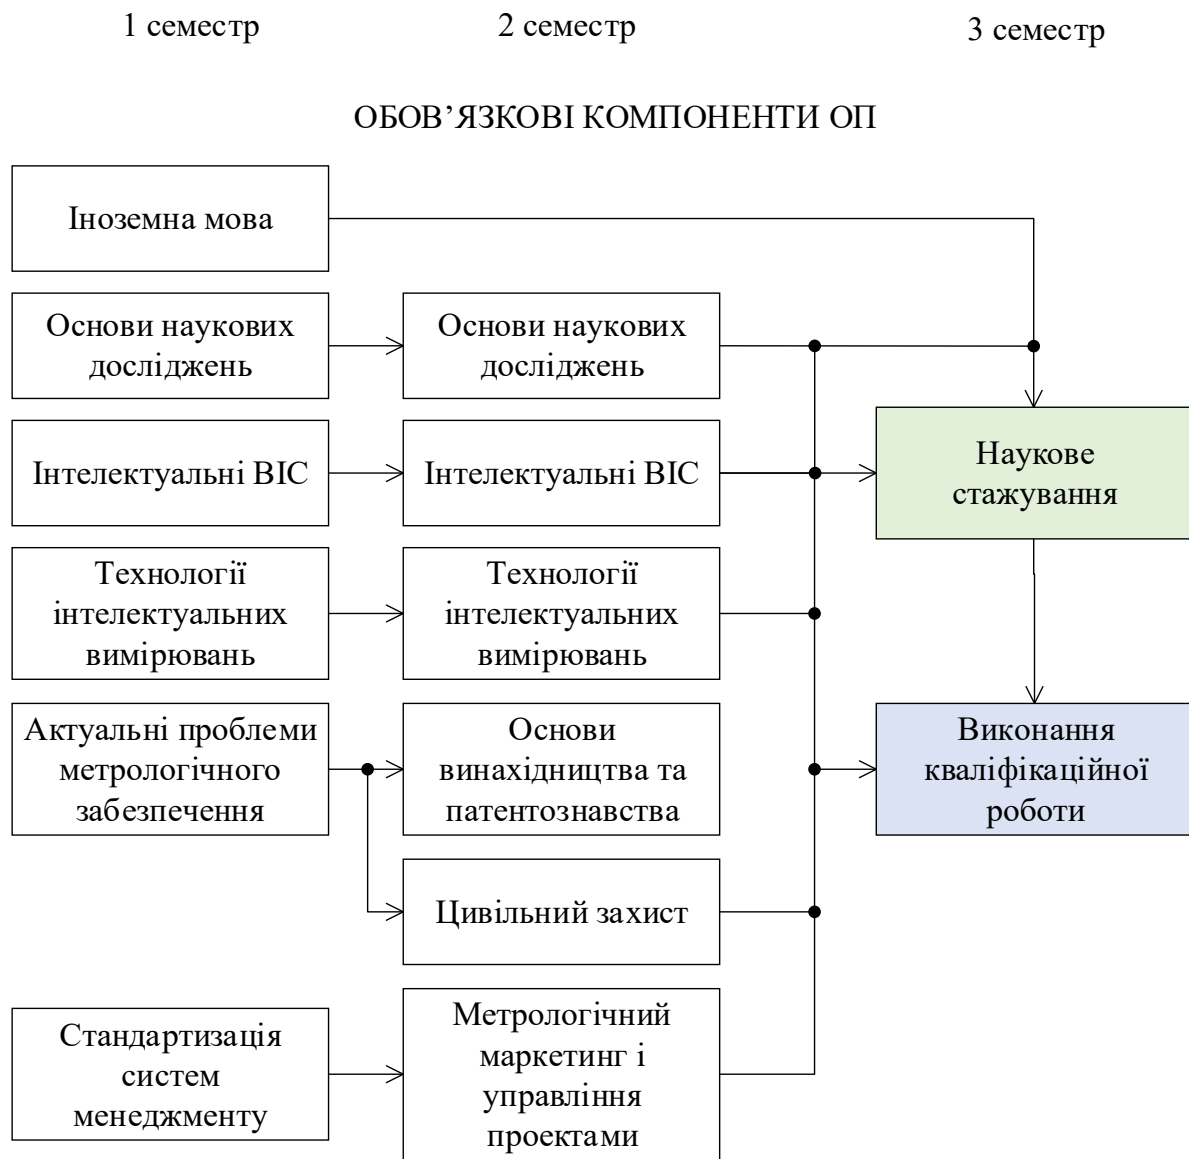 1 семестр
2 семестр
3 семестр
ОБОВ’ЯЗКОВІ КОМПОНЕНТИ ОП
Іноземна мова
Основи наукових
досліджень
Основи наукових
досліджень
Інтелектуальні ВІС
Інтелектуальні ВІС
Наукове
стажування
Технології
інтелектуальних
вимірювань
Технології
інтелектуальних
вимірювань
Актуальні проблеми
метрологічного
забезпечення
Основи
винахідництва та
патентознавства
Виконання
кваліфікаційної
роботи
Цивільний захист
Стандартизація
систем
менеджменту
Метрологічний
маркетинг і
управління
проектами